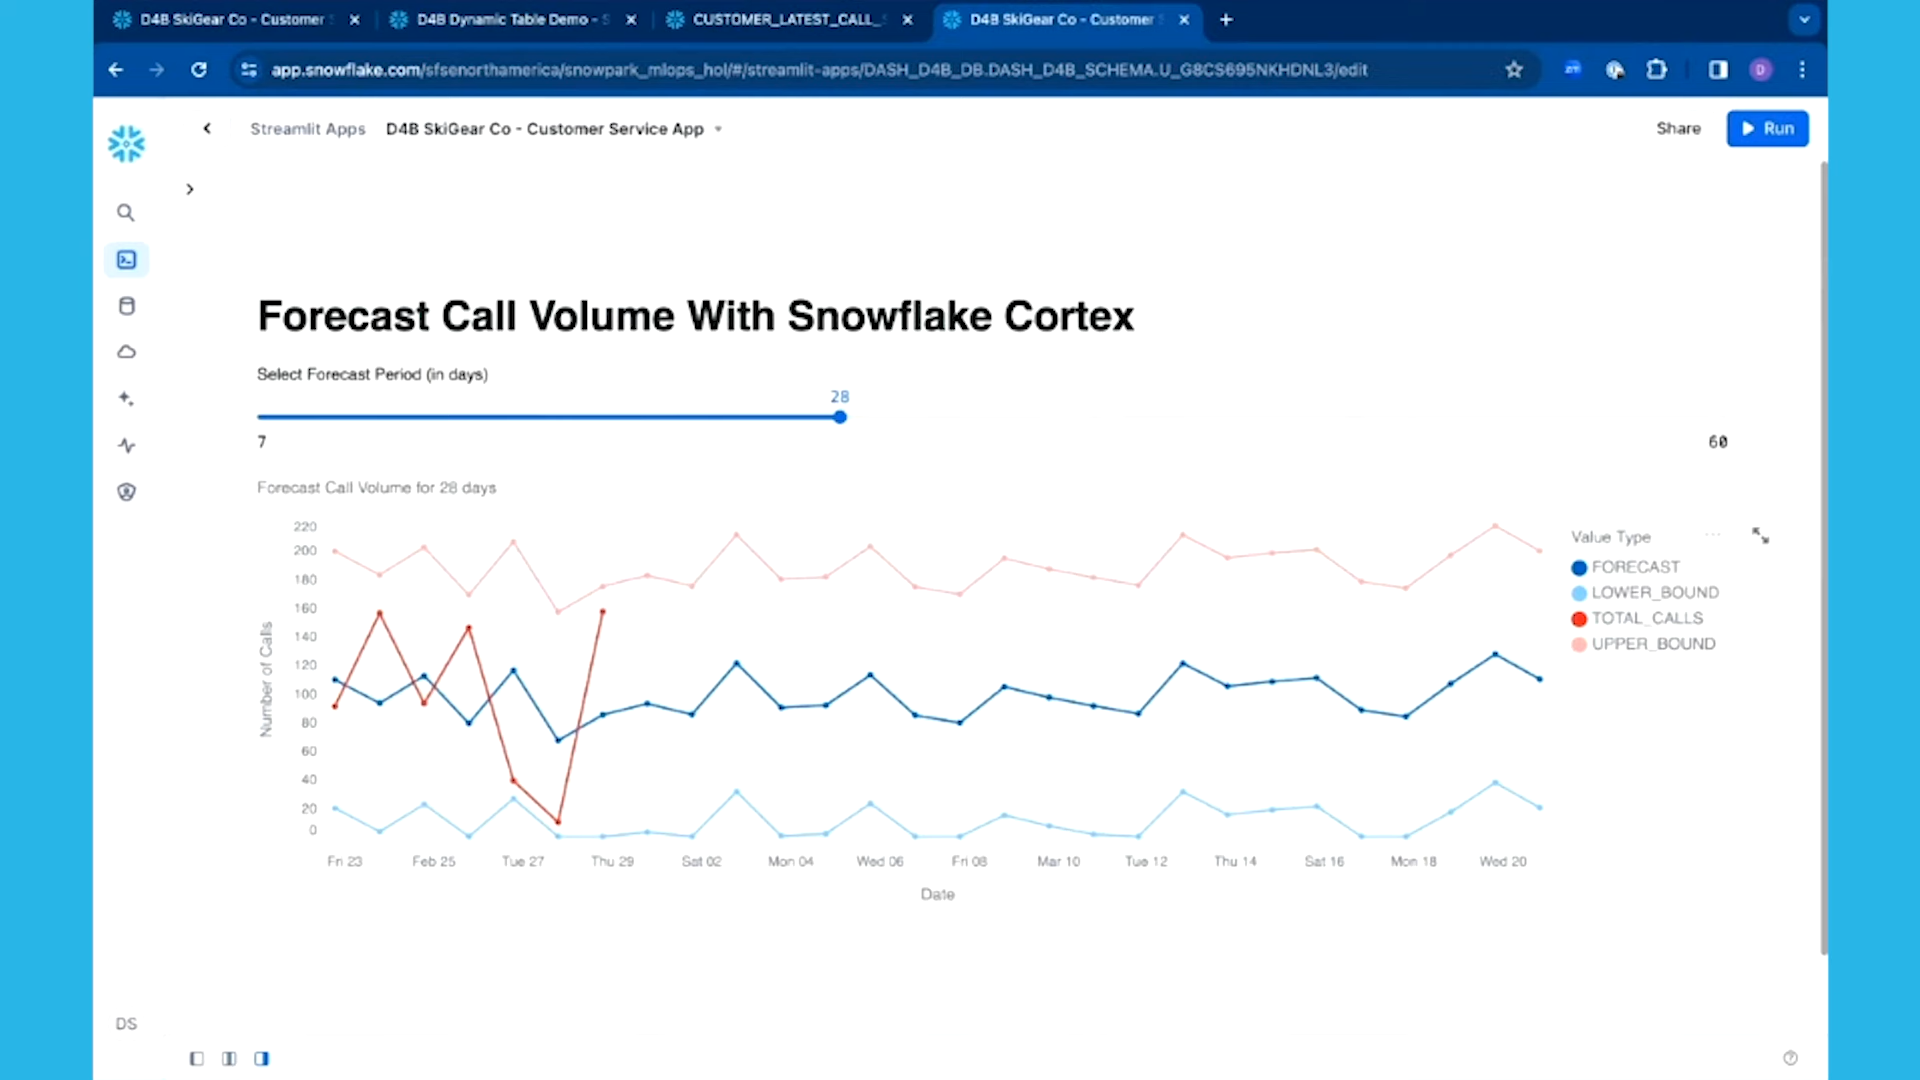 D4B SkiGear Co - Customer
D4B Dynamic Table Demo - S
CUSTOMER_LATEST_CALL_
D4B SkiGear Co - Customer S
app.snowflake.com/sfsenorthamerica/snowpark_mlops_hol/#/streamlit-apps/DASH_D4B_DB.DASH_D4B_SCHEMA.U_G8CS695NKHDNL3/edit
D
Streamlit Apps D4B SkiGear Co - Customer Service App
Share
Run
Forecast Call Volume With Snowflake Cortex
Select Forecast Period (in days)
28
7
60
Forecast Call Volume for 28 days
220
200
180
160
140
120
100
80
60
40
20
0
Number of Calls
Fri 23 Feb 25 Tue 27 Thu 29 Sat 02 Mon 04 Wed 06 Fri 08 Mar 10 Tue 12 Thu 14 Sat 16 Mon 18 Wed 20
Date
Value Type
FORECAST
LOWER_BOUND
TOTAL_CALLS
UPPER_BOUND
DS